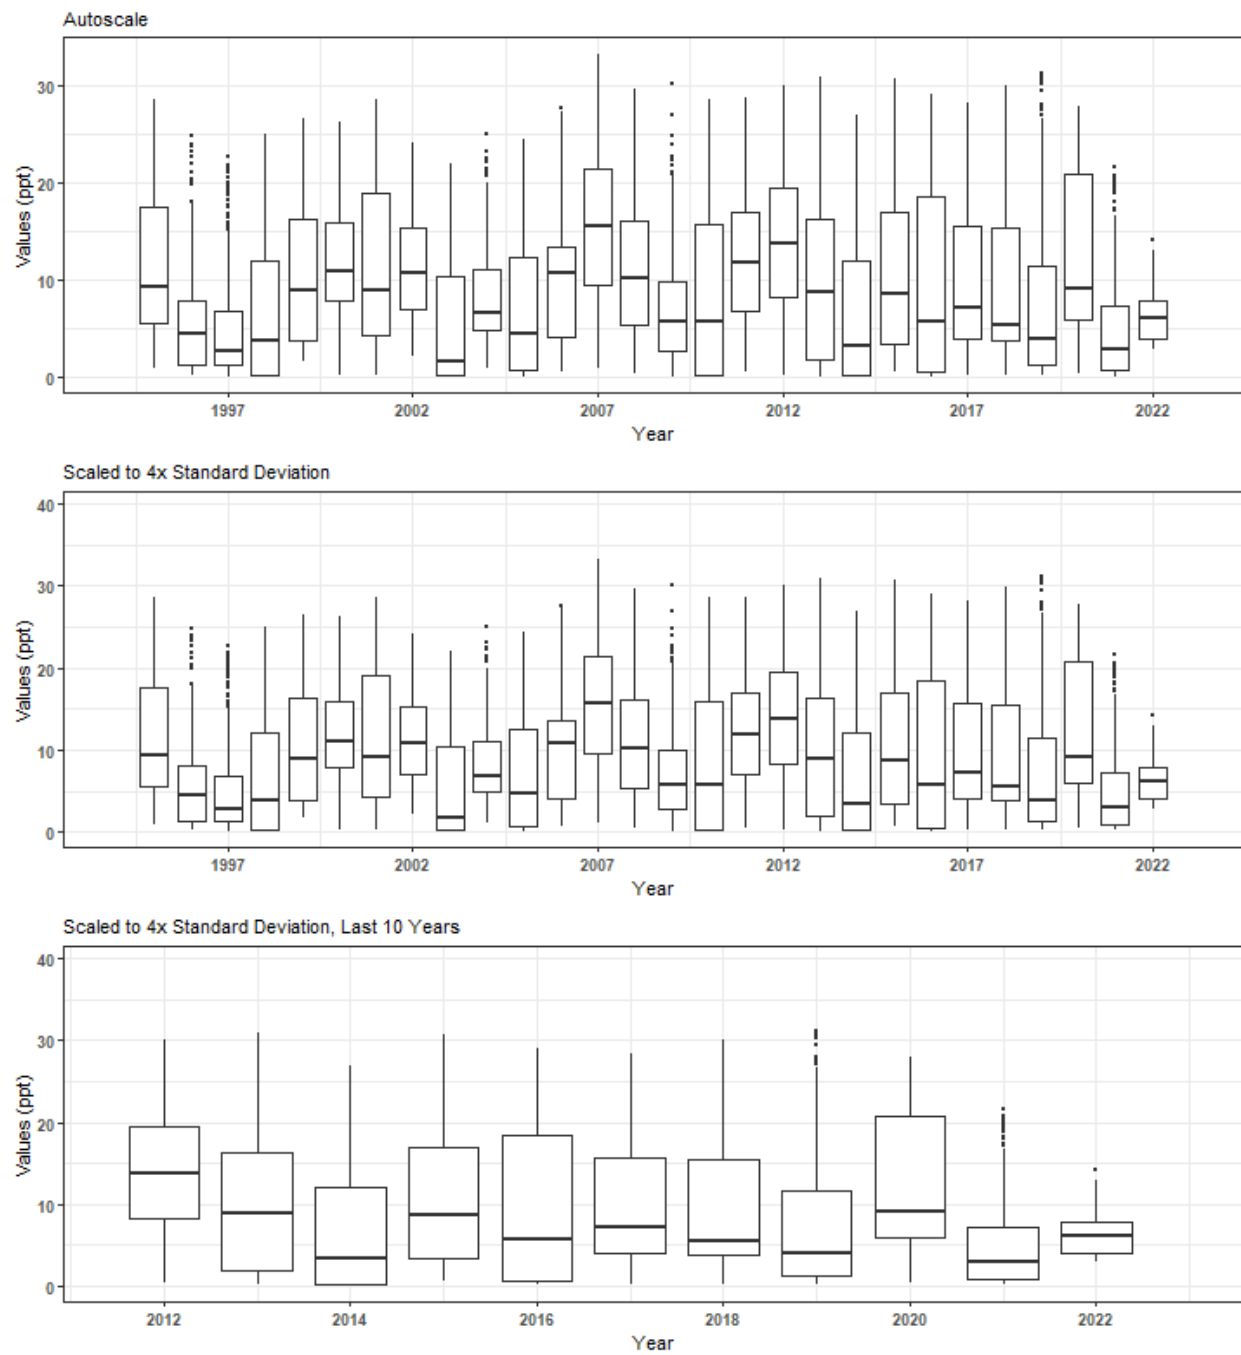 Autoscale
30
20
10
0
Values (ppt)
1997 2002 2007 2012 2017 2022
Year
Scaled to 4x Standard Deviation
40
30
20
10
0
Values (ppt)
1997 2002 2007 2012 2017 2022
Year
Scaled to 4x Standard Deviation, Last 10 Years
40
30
20
10
0
Values (ppt)
2012 2014 2016 2018 2020 2022
Year